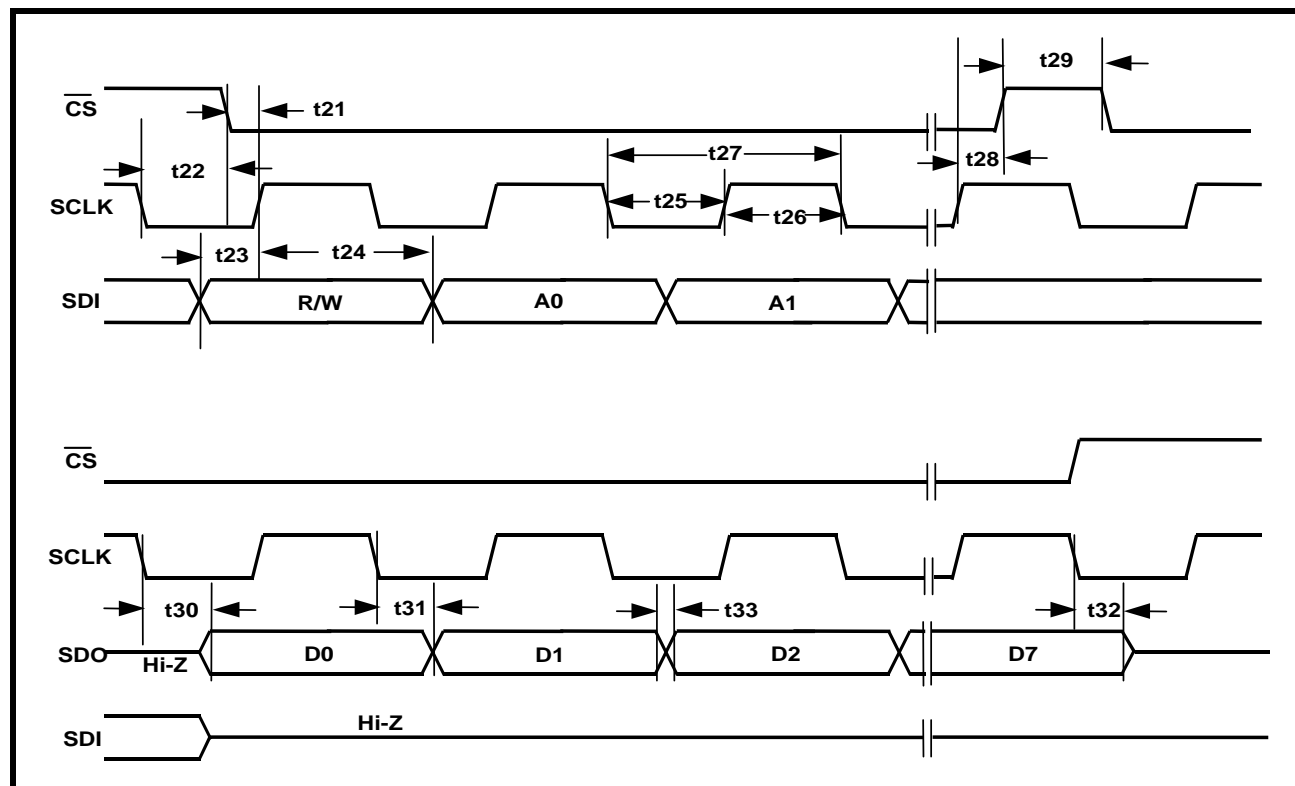 t29
CS
t21
t27
t22
t28
SCLK
t25
t26
t23
t24
SDI
R/W
A0
A1
CS
SCLK
t30
t31
t33
t32
SDO
Hi-Z
D0
D1
D2
D7
Hi-Z
SDI